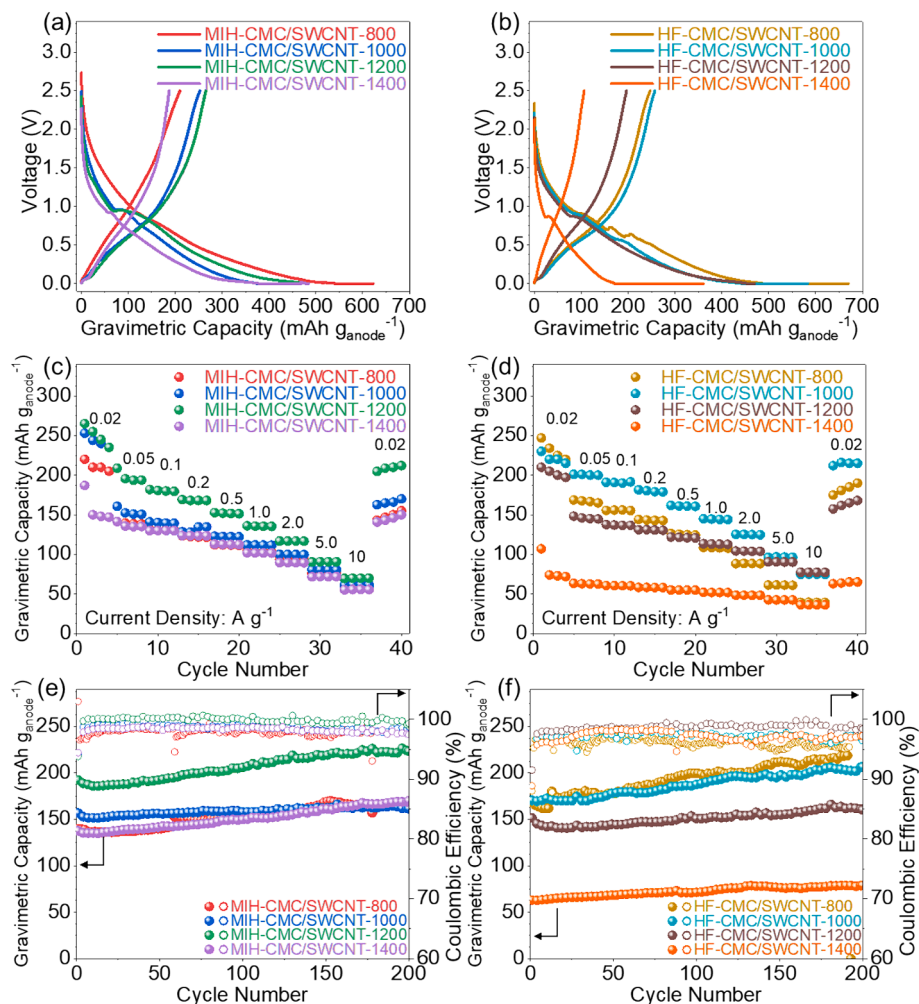 (a)
MIH-CMC/SWCNT-800
MIH-CMC/SWCNT-1000
MIH-CMC/SWCNT-1200
MIH-CMC/SWCNT-1400
3.0
2.5
2.0
1.5
1.0
0.5
0.0
Voltage (V)
0 100 200 300 400 500 600 700
Gravimetric Capacity (mAh g_anode⁻¹)
(b)
HF-CMC/SWCNT-800
HF-CMC/SWCNT-1000
HF-CMC/SWCNT-1200
HF-CMC/SWCNT-1400
3.0
2.5
2.0
1.5
1.0
0.5
0.0
Voltage (V)
0 100 200 300 400 500 600 700
Gravimetric Capacity (mAh g_anode⁻¹)
(c)
MIH-CMC/SWCNT-800
MIH-CMC/SWCNT-1000
MIH-CMC/SWCNT-1200
MIH-CMC/SWCNT-1400
300
250
200
150
100
50
0
Gravimetric Capacity (mAh g_anode⁻¹)
0.02
0.05
0.1
0.2
0.5
1.0
2.0
5.0
10
0.02
Current Density: A g⁻¹
0 10 20 30 40
Cycle Number
(d)
HF-CMC/SWCNT-800
HF-CMC/SWCNT-1000
HF-CMC/SWCNT-1200
HF-CMC/SWCNT-1400
300
250
200
150
100
50
0
Gravimetric Capacity (mAh g_anode⁻¹)
0.02
0.05
0.1
0.2
0.5
1.0
2.0
5.0
10
0.02
Current Density: A g⁻¹
0 10 20 30 40
Cycle Number
(e)
250
200
150
100
50
0
Gravimetric Capacity (mAh g_anode⁻¹)
100
90
80
70
60
Coulombic Efficiency (%)
MIH-CMC/SWCNT-800
MIH-CMC/SWCNT-1000
MIH-CMC/SWCNT-1200
MIH-CMC/SWCNT-1400
0 50 100 150 200
Cycle Number
(f)
250
200
150
100
50
0
Gravimetric Capacity (mAh g_anode⁻¹)
100
90
80
70
60
Coulombic Efficiency (%)
HF-CMC/SWCNT-800
HF-CMC/SWCNT-1000
HF-CMC/SWCNT-1200
HF-CMC/SWCNT-1400
0 50 100 150 200
Cycle Number